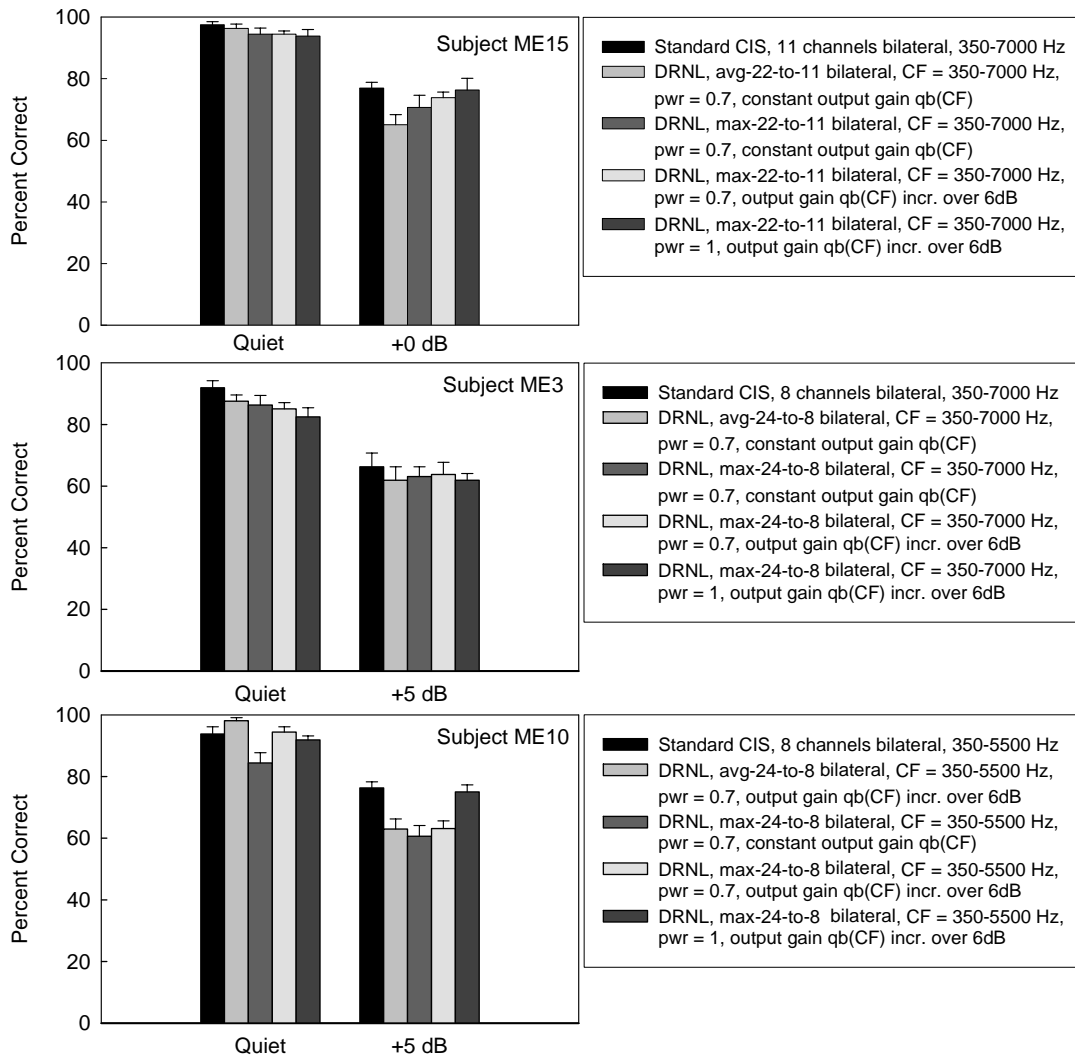 100
80
60
40
20
0
Percent Correct
Subject ME15
Quiet
+0 dB
Standard CIS, 11 channels bilateral, 350-7000 Hz
DRNL, avg-22-to-11 bilateral, CF = 350-7000 Hz,
pwr = 0.7, constant output gain qb(CF)
DRNL, max-22-to-11 bilateral, CF = 350-7000 Hz,
pwr = 0.7, constant output gain qb(CF)
DRNL, max-22-to-11 bilateral, CF = 350-7000 Hz,
pwr = 0.7, output gain qb(CF) incr. over 6dB
DRNL, max-22-to-11 bilateral, CF = 350-7000 Hz,
pwr = 1, output gain qb(CF) incr. over 6dB
100
80
60
40
20
0
Percent Correct
Subject ME3
Quiet
+5 dB
Standard CIS, 8 channels bilateral, 350-7000 Hz
DRNL, avg-24-to-8 bilateral, CF = 350-7000 Hz,
pwr = 0.7, constant output gain qb(CF)
DRNL, max-24-to-8 bilateral, CF = 350-7000 Hz,
pwr = 0.7, constant output gain qb(CF)
DRNL, max-24-to-8 bilateral, CF = 350-7000 Hz,
pwr = 0.7, output gain qb(CF) incr. over 6dB
DRNL, max-24-to-8 bilateral, CF = 350-7000 Hz,
pwr = 1, output gain qb(CF) incr. over 6dB
100
80
60
40
20
0
Percent Correct
Subject ME10
Quiet
+5 dB
Standard CIS, 8 channels bilateral, 350-5500 Hz
DRNL, avg-24-to-8 bilateral, CF = 350-5500 Hz,
pwr = 0.7, output gain qb(CF) incr. over 6dB
DRNL, max-24-to-8 bilateral, CF = 350-5500 Hz,
pwr = 0.7, constant output gain qb(CF)
DRNL, max-24-to-8 bilateral, CF = 350-5500 Hz,
pwr = 0.7, output gain qb(CF) incr. over 6dB
DRNL, max-24-to-8 bilateral, CF = 350-5500 Hz,
pwr = 1, output gain qb(CF) incr. over 6dB